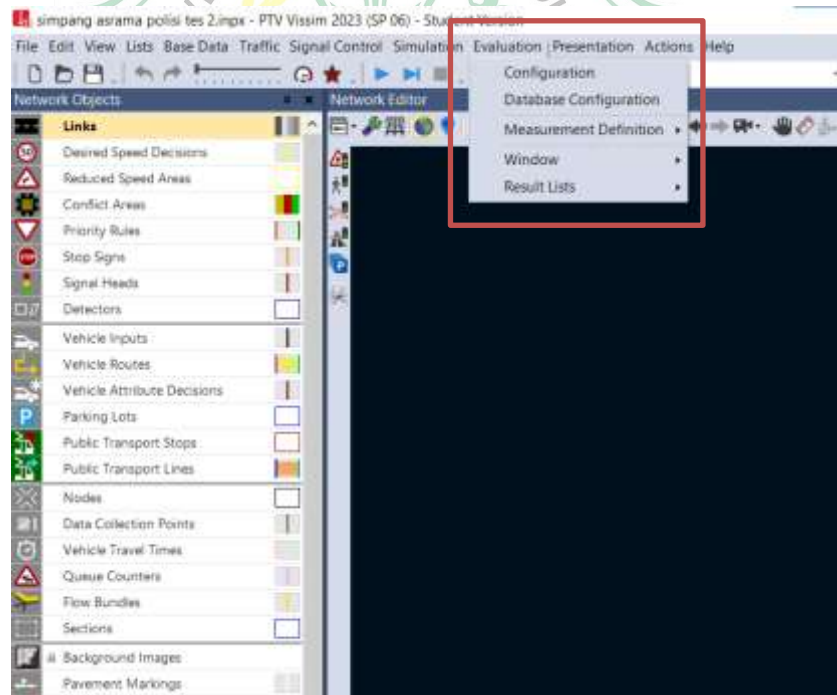 simpang asrama polisi tes 2.inpx - PTV Vissim 2023 (SP 06) - Student Version
File Edit View Lists Base Data Traffic Signal Control Simulation Evaluation Presentation Actions Help
Configuration
Database Configuration
Measurement Definition
Window
Result Lists
Network Objects
Network Editor
Links
Desired Speed Decisions
Reduced Speed Areas
Conflict Areas
Priority Rules
Stop Signs
Signal Heads
Detectors
Vehicle Inputs
Vehicle Routes
Vehicle Attribute Decisions
Parking Lots
Public Transport Stops
Public Transport Lines
Nodes
Data Collection Points
Vehicle Travel Times
Queue Counters
Flow Bundles
Sections
Background Images
Pavement Markings